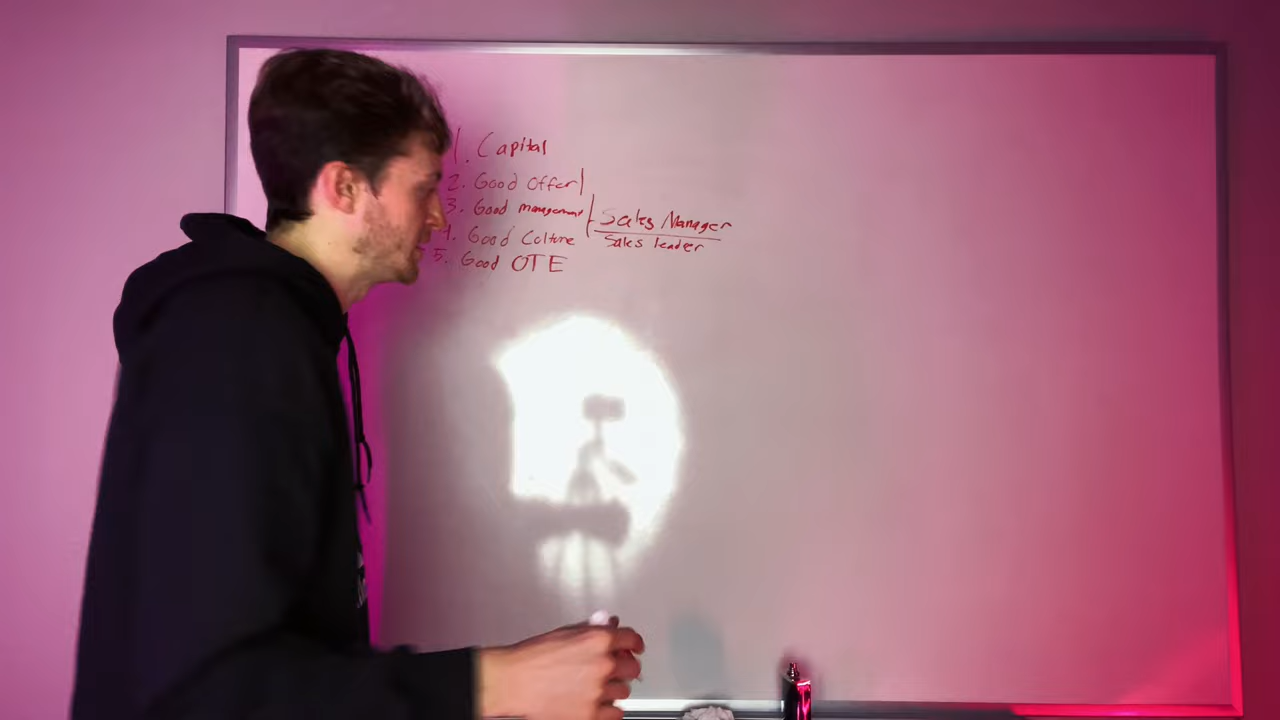 1. Capital
2. Good Offer
3. Good management
4. Good Culture
5. Good OTE
Sales Manager
Sales leader